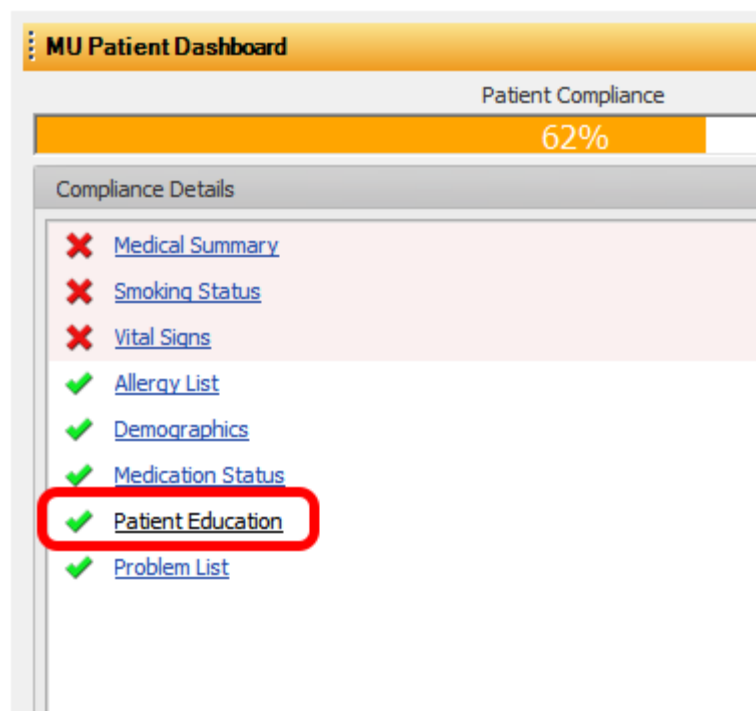 MU Patient Dashboard
Patient Compliance
62%
Compliance Details
Medical Summary
Smoking Status
Vital Signs
Allergy List
Demographics
Medication Status
Patient Education
Problem List